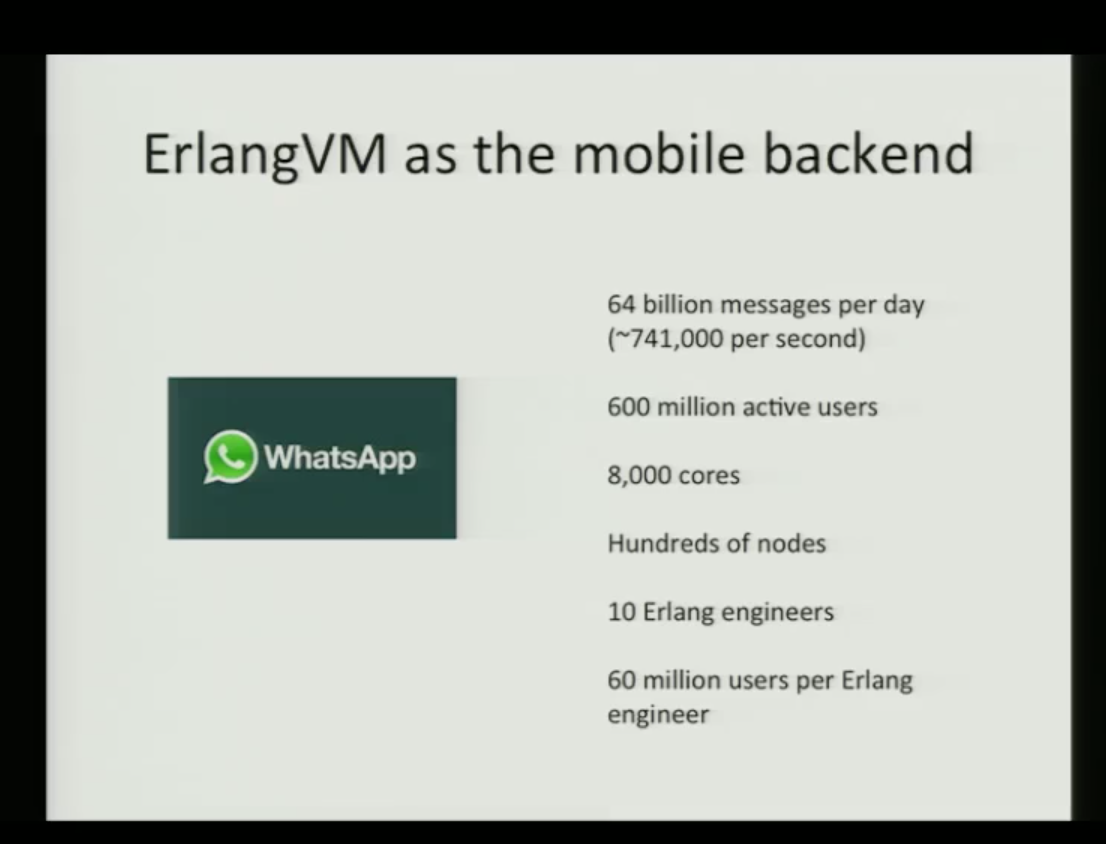 ErlangVM as the mobile backend
WhatsApp
64 billion messages per day
(~741,000 per second)
600 million active users
8,000 cores
Hundreds of nodes
10 Erlang engineers
60 million users per Erlang
engineer